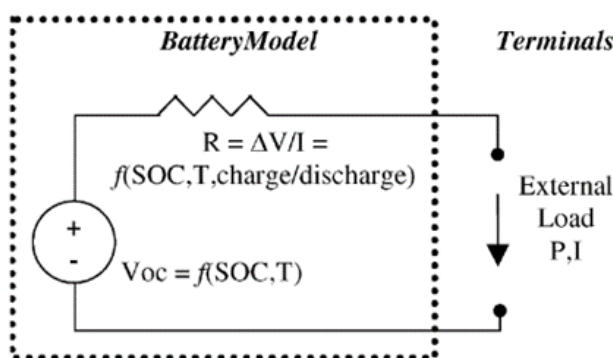 BatteryModel
Terminals
R = ΔV/I =
f(SOC,T,charge/discharge)
External
Load
P,I
+
-
Voc = f(SOC,T)